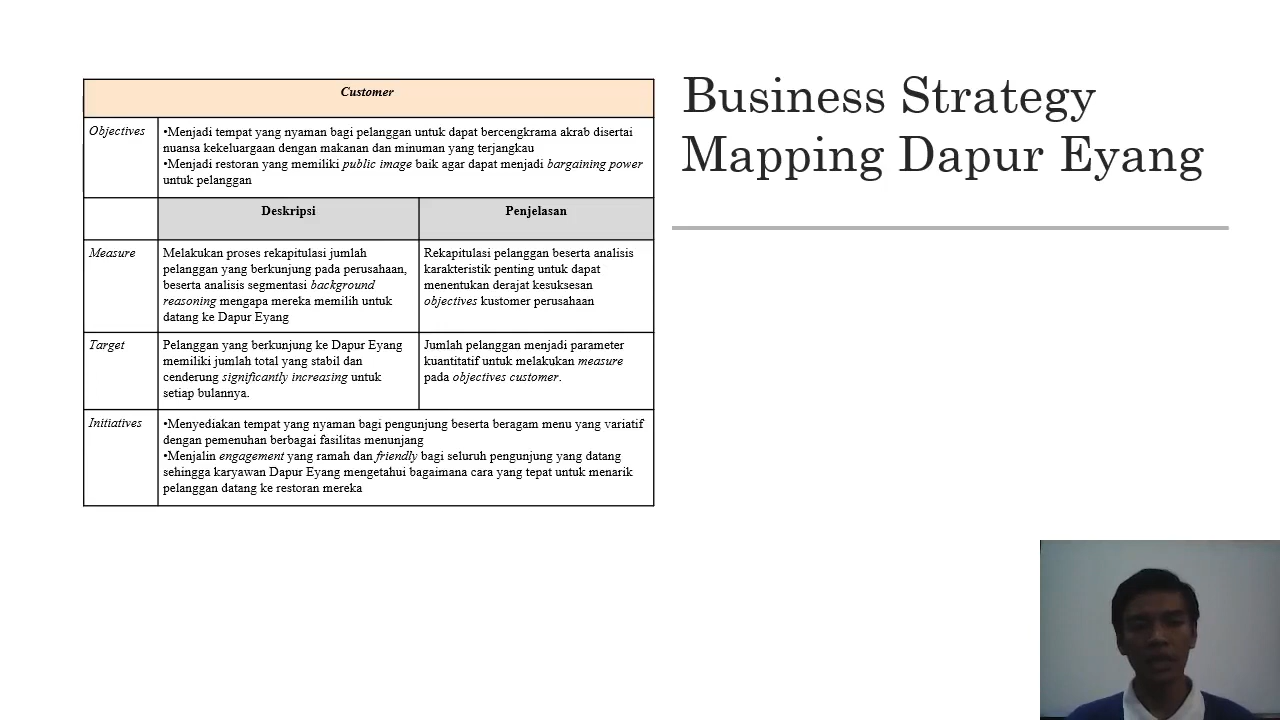 Business Strategy
Mapping Dapur Eyang
Customer
Objectives
•Menjadi tempat yang nyaman bagi pelanggan untuk dapat bercengkrama akrab disertai
nuansa kekeluargaan dengan makanan dan minuman yang terjangkau
•Menjadi restoran yang memiliki public image baik agar dapat menjadi bargaining power
untuk pelanggan
Deskripsi
Penjelasan
Measure
Melakukan proses rekapitulasi jumlah
pelanggan yang berkunjung pada perusahaan,
beserta analisis segmentasi background
reasoning mengapa mereka memilih untuk
datang ke Dapur Eyang
Rekapitulasi pelanggan beserta analisis
karakteristik penting untuk dapat
menentukan derajat kesuksesan
objectives kustomer perusahaan
Target
Pelanggan yang berkunjung ke Dapur Eyang
memiliki jumlah total yang stabil dan
cenderung significantly increasing untuk
setiap bulannya.
Jumlah pelanggan menjadi parameter
kuantitatif untuk melakukan measure
pada objectives customer.
Initiatives
•Menyediakan tempat yang nyaman bagi pengunjung beserta beragam menu yang variatif
dengan pemenuhan berbagai fasilitas menunjang
•Menjalin engagement yang ramah dan friendly bagi seluruh pengunjung yang datang
sehingga karyawan Dapur Eyang mengetahui bagaimana cara yang tepat untuk menarik
pelanggan datang ke restoran mereka